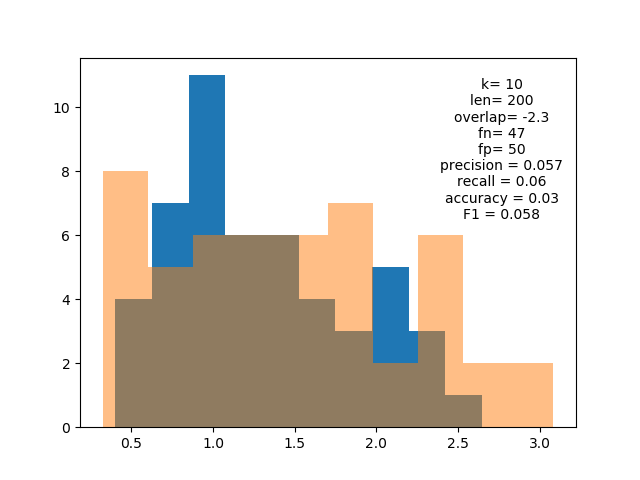 k= 10
len= 200
overlap= -2.3
fn= 47
fp= 50
precision = 0.057
recall = 0.06
accuracy = 0.03
F1 = 0.058
10
8
6
4
2
0
0.5 1.0 1.5 2.0 2.5 3.0